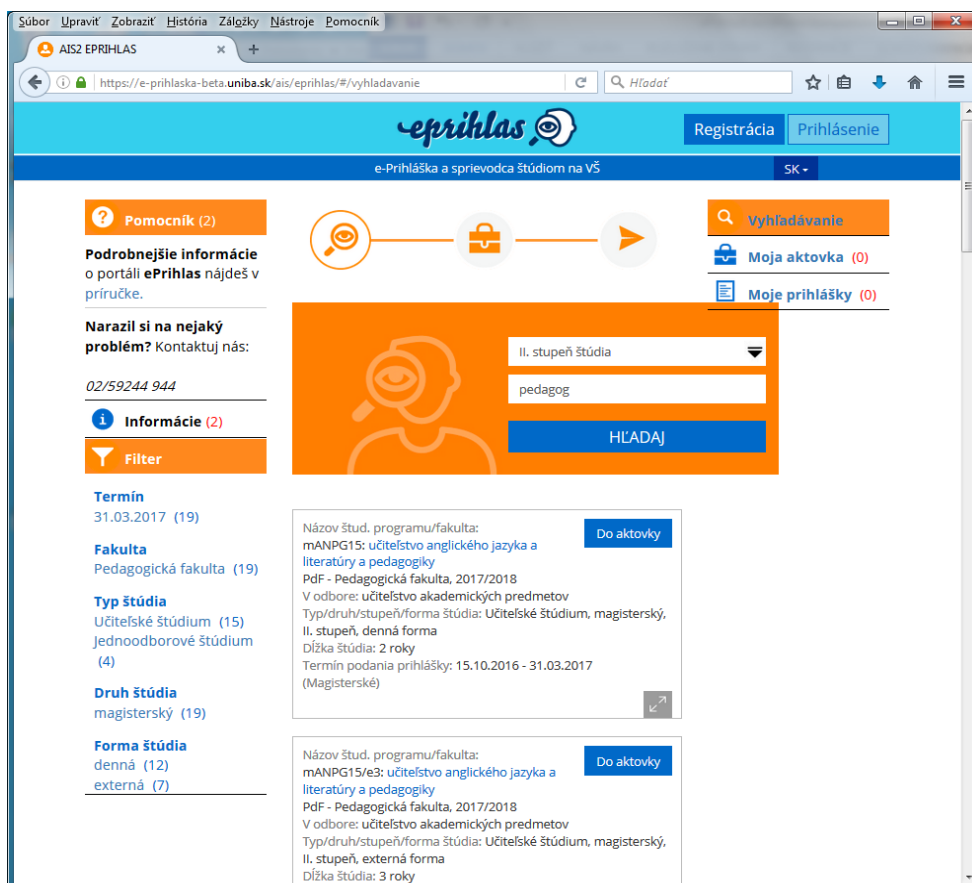 Súbor Upraviť Zobraziť História Záložky Nástroje Pomocník
AIS2 EPRIHLAS
https://e-prihlaska-beta.uniba.sk/ais/eprihlas/#/vyhladavanie
Hľadať
eprihlas
Registrácia
Prihlásenie
e-Prihláška a sprievodca štúdiom na VŠ
SK
Pomocník (2)
Podrobnejšie informácie
o portáli ePrihlas nájdeš v
príručke.
Narazil si na nejaký
problém? Kontaktuj nás:
02/59244 944
Informácie (2)
Filter
Termín
31.03.2017 (19)
Fakulta
Pedagogická fakulta (19)
Typ štúdia
Učiteľské štúdium (15)
Jednoodborové štúdium
(4)
Druh štúdia
magisterský (19)
Forma štúdia
denná (12)
externá (7)
Vyhľadávanie
Moja aktovka (0)
Moje prihlášky (0)
II. stupeň štúdia
pedagog
HĽADAJ
Názov štud. programu/fakulta:
Do aktovky
mANPG15: učiteľstvo anglického jazyka a
literatúry a pedagogiky
PdF - Pedagogická fakulta, 2017/2018
V odbore: učiteľstvo akademických predmetov
Typ/druh/stupeň/forma štúdia: Učiteľské štúdium, magisterský,
II. stupeň, denná forma
Dĺžka štúdia: 2 roky
Termín podania prihlášky: 15.10.2016 - 31.03.2017
(Magisterské)
Názov štud. programu/fakulta:
Do aktovky
mANPG15/e3: učiteľstvo anglického jazyka a
literatúry a pedagogiky
PdF - Pedagogická fakulta, 2017/2018
V odbore: učiteľstvo akademických predmetov
Typ/druh/stupeň/forma štúdia: Učiteľské štúdium, magisterský,
II. stupeň, externá forma
Dĺžka štúdia: 3 roky